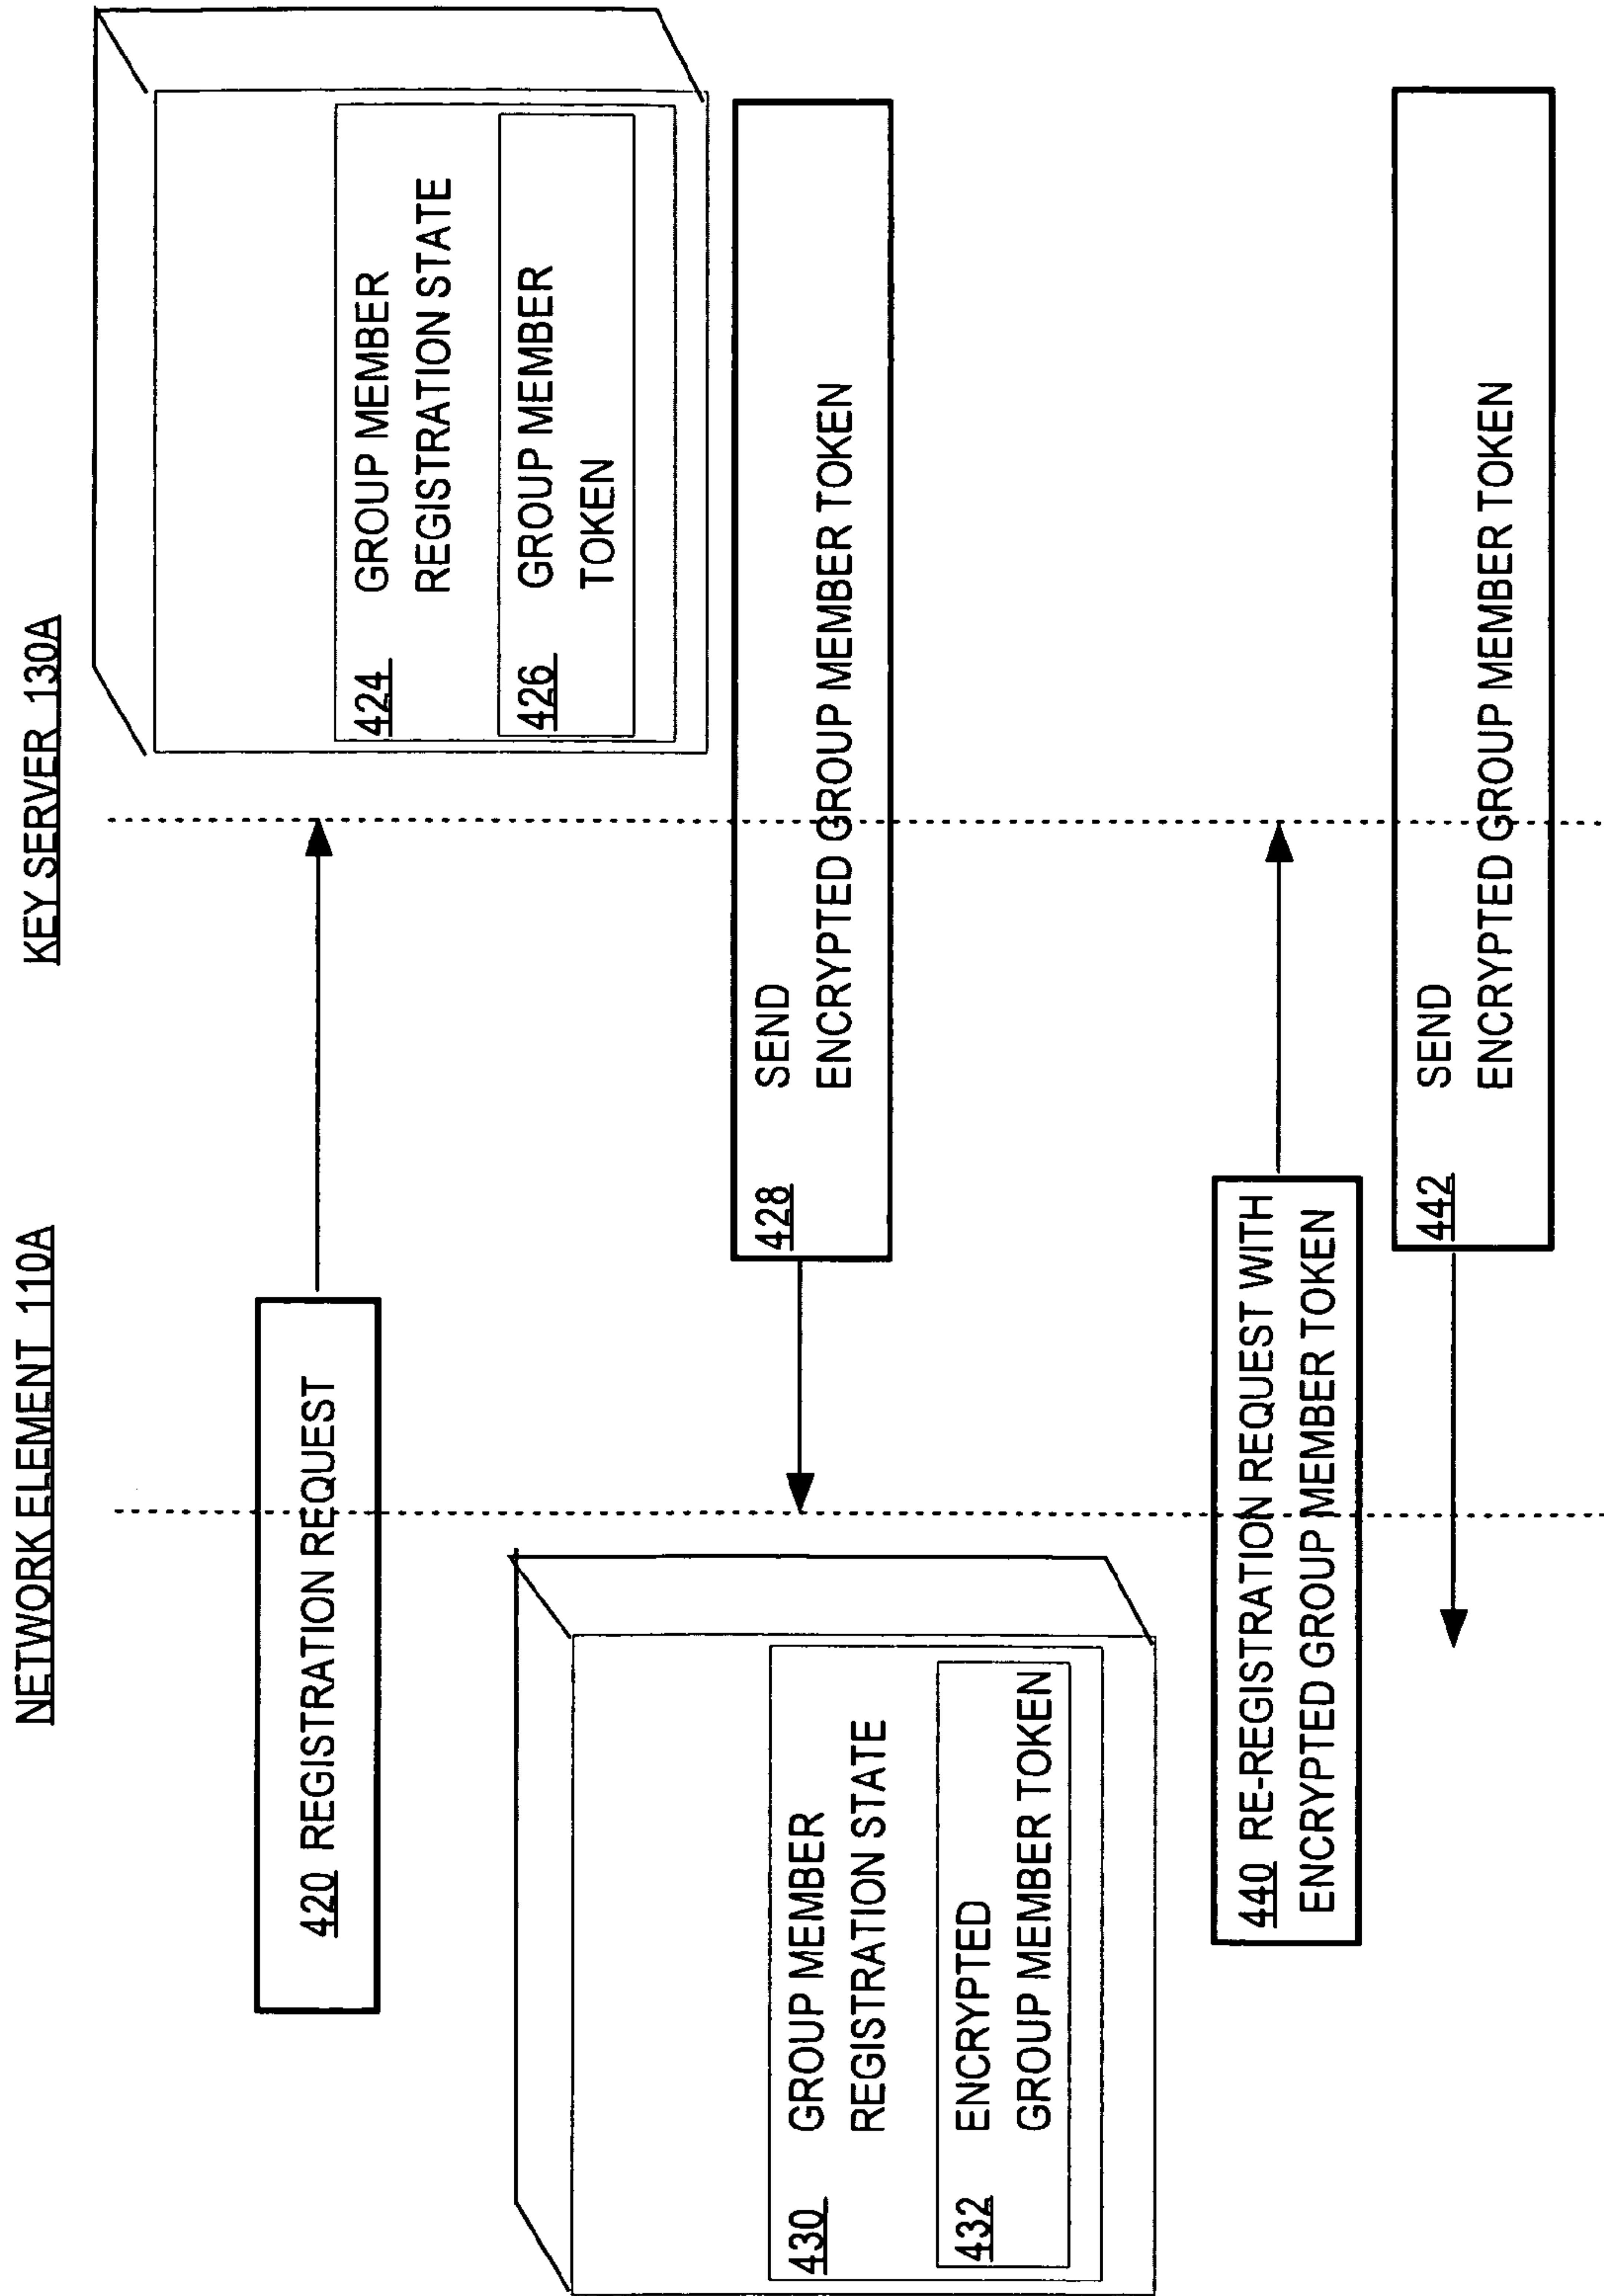 NETWORK ELEMENT 110A
KEY SERVER 130A
420 REGISTRATION REQUEST
424 GROUP MEMBER
REGISTRATION STATE
426 GROUP MEMBER
TOKEN
428 SEND
ENCRYPTED GROUP MEMBER TOKEN
430 GROUP MEMBER
REGISTRATION STATE
432 ENCRYPTED
GROUP MEMBER TOKEN
440 RE-REGISTRATION REQUEST WITH
ENCRYPTED GROUP MEMBER TOKEN
442 SEND
ENCRYPTED GROUP MEMBER TOKEN